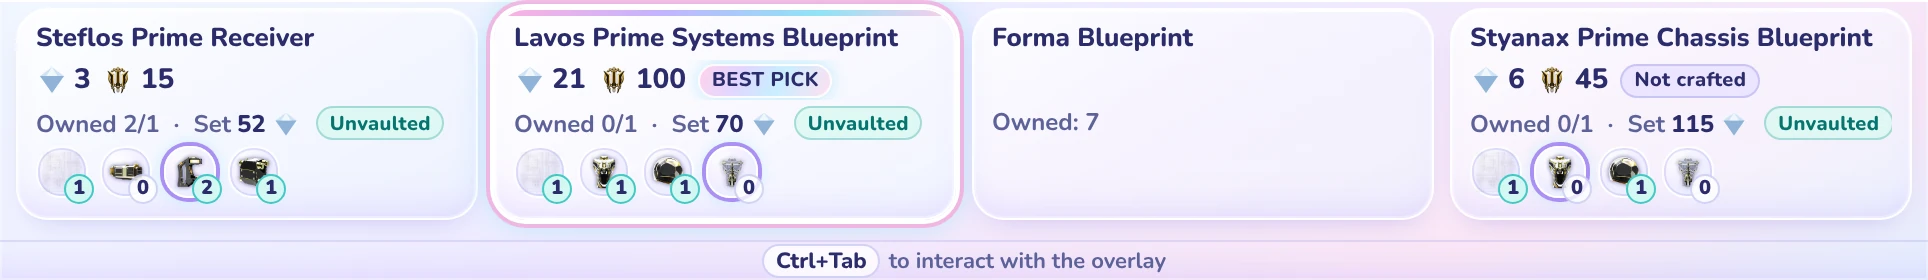 Steflos Prime Receiver
3 15
Owned 2/1 · Set 52 Unvaulted
1 0 2 1
Lavos Prime Systems Blueprint
21 100 BEST PICK
Owned 0/1 · Set 70 Unvaulted
1 1 1 0
Forma Blueprint
Owned: 7
Styanax Prime Chassis Blueprint
6 45 Not crafted
Owned 0/1 · Set 115 Unvaulted
1 0 1 0
Ctrl+Tab to interact with the overlay